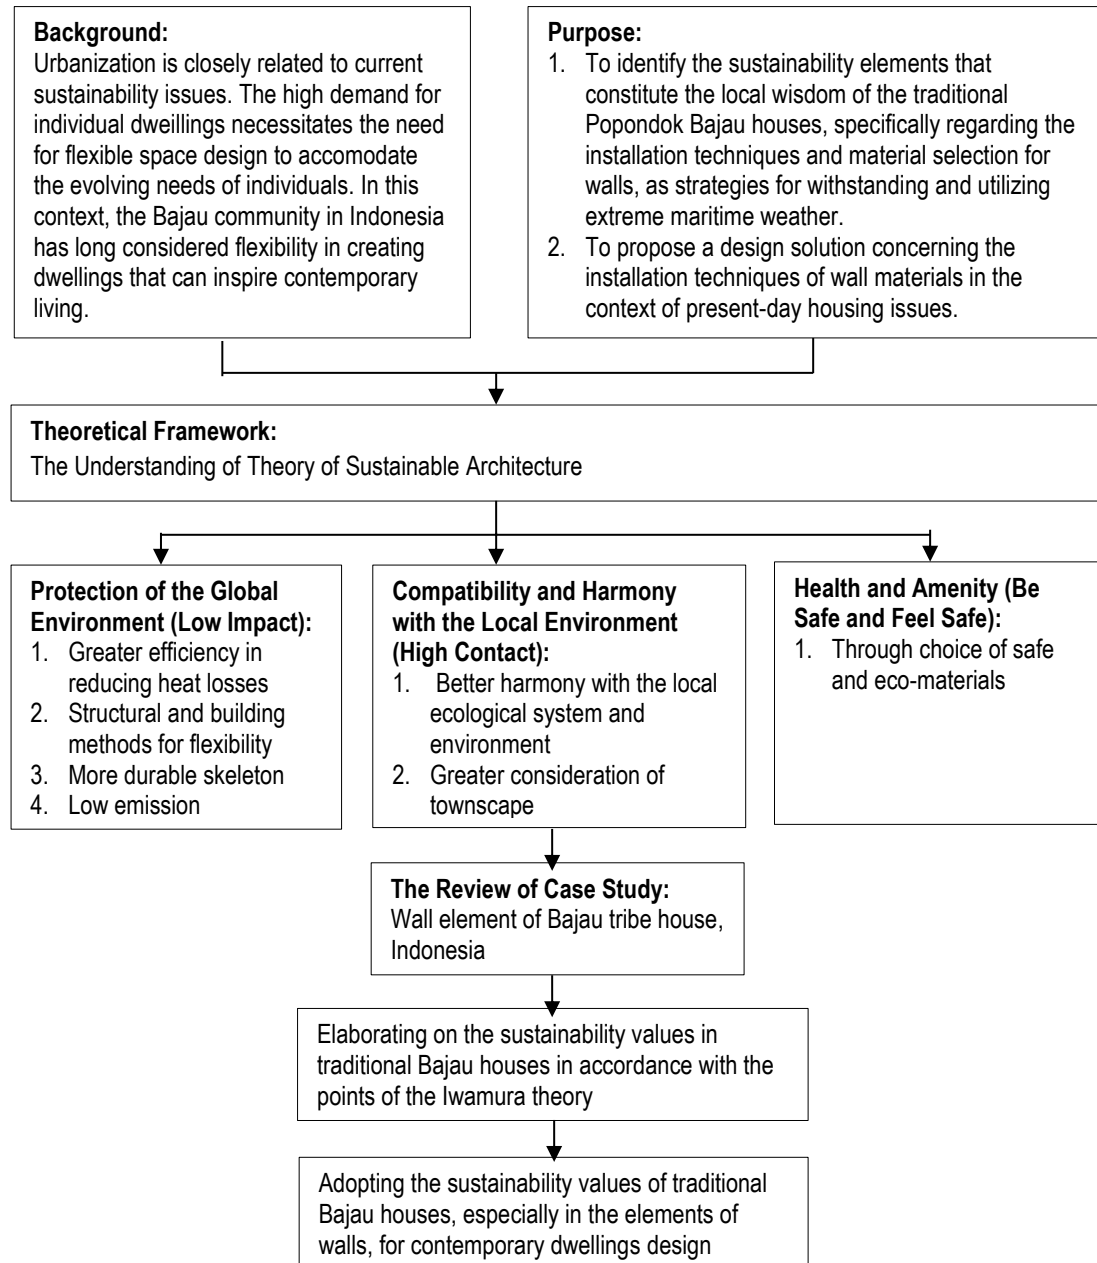 Background:
Urbanization is closely related to current
sustainability issues. The high demand for
individual dweillings necessitates the need
for flexible space design to accomodate
the evolving needs of individuals. In this
context, the Bajau community in Indonesia
has long considered flexibility in creating
dwellings that can inspire contemporary
living.
Purpose:
1. To identify the sustainability elements that
constitute the local wisdom of the traditional
Popondok Bajau houses, specifically regarding the
installation techniques and material selection for
walls, as strategies for withstanding and utilizing
extreme maritime weather.
2. To propose a design solution concerning the
installation techniques of wall materials in the
context of present-day housing issues.
Theoretical Framework:
The Understanding of Theory of Sustainable Architecture
Protection of the Global
Environment (Low Impact):
1. Greater efficiency in
reducing heat losses
2. Structural and building
methods for flexibility
3. More durable skeleton
4. Low emission
Compatibility and Harmony
with the Local Environment
(High Contact):
1. Better harmony with the local
ecological system and
environment
2. Greater consideration of
townscape
Health and Amenity (Be
Safe and Feel Safe):
1. Through choice of safe
and eco-materials
The Review of Case Study:
Wall element of Bajau tribe house,
Indonesia
Elaborating on the sustainability values in
traditional Bajau houses in accordance with the
points of the Iwamura theory
Adopting the sustainability values of traditional
Bajau houses, especially in the elements of
walls, for contemporary dwellings design